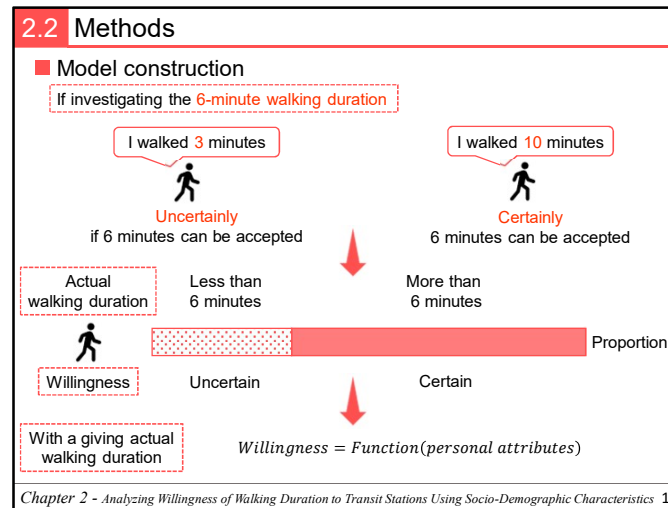 2.2 Methods
Model construction
If investigating the 6-minute walking duration
I walked 3 minutes
I walked 10 minutes
Uncertainly
if 6 minutes can be accepted
Certainly
6 minutes can be accepted
Actual
walking duration
Less than
6 minutes
More than
6 minutes
Proportion
Willingness
Uncertain
Certain
With a giving actual
walking duration
Willingness = Function(personal attributes)
Chapter 2 - Analyzing Willingness of Walking Duration to Transit Stations Using Socio-Demographic Characteristics 1